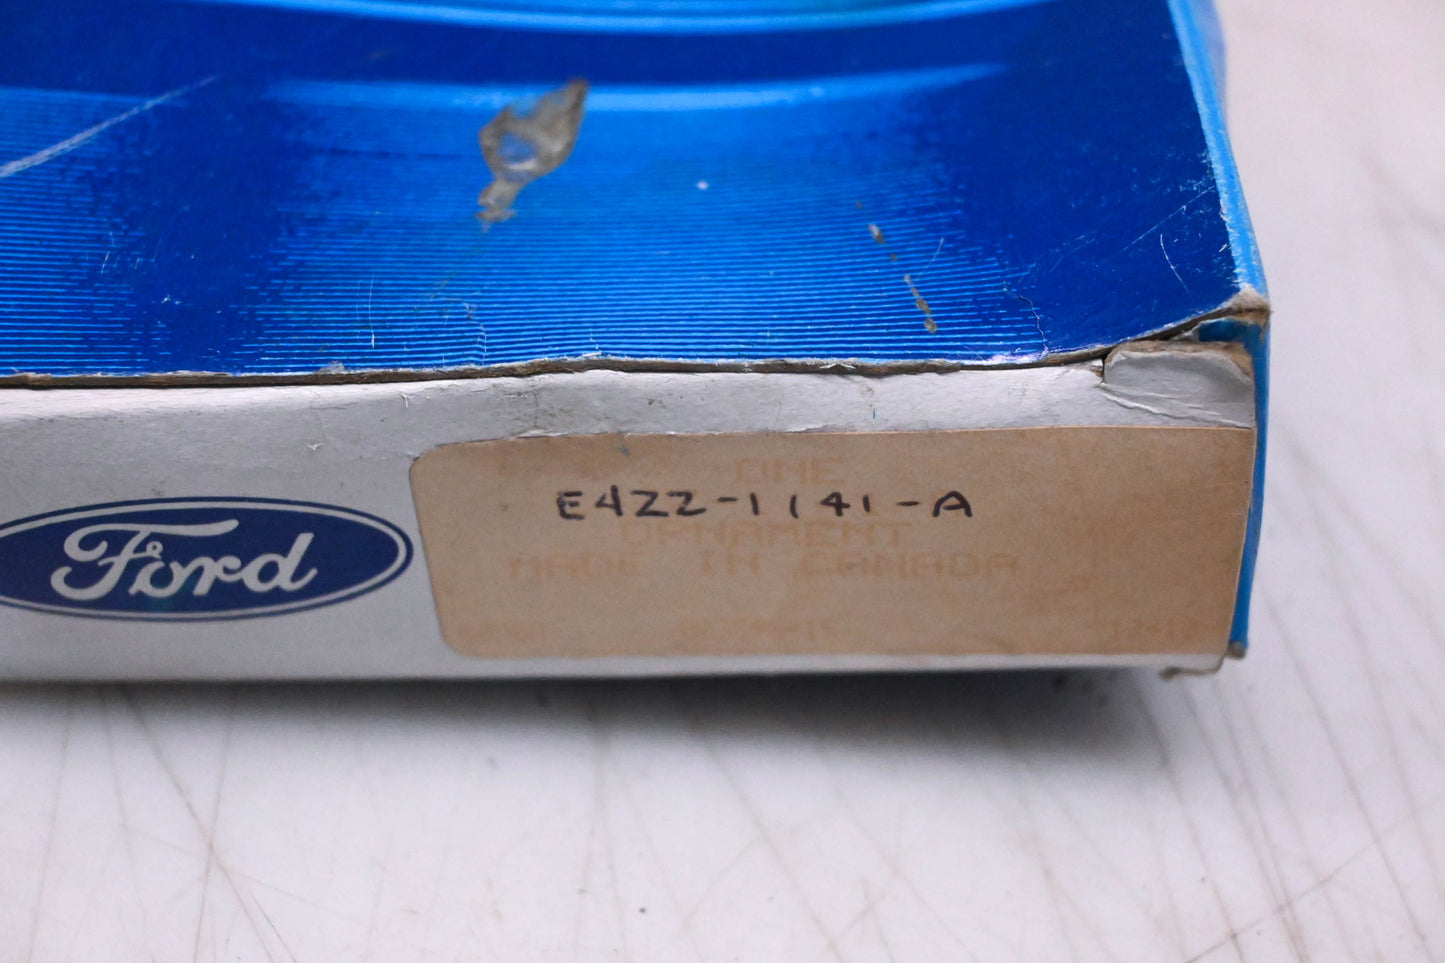 Ford
ONE
E4ZZ-1141-A
ORNAMENT
MADE IN CANADA